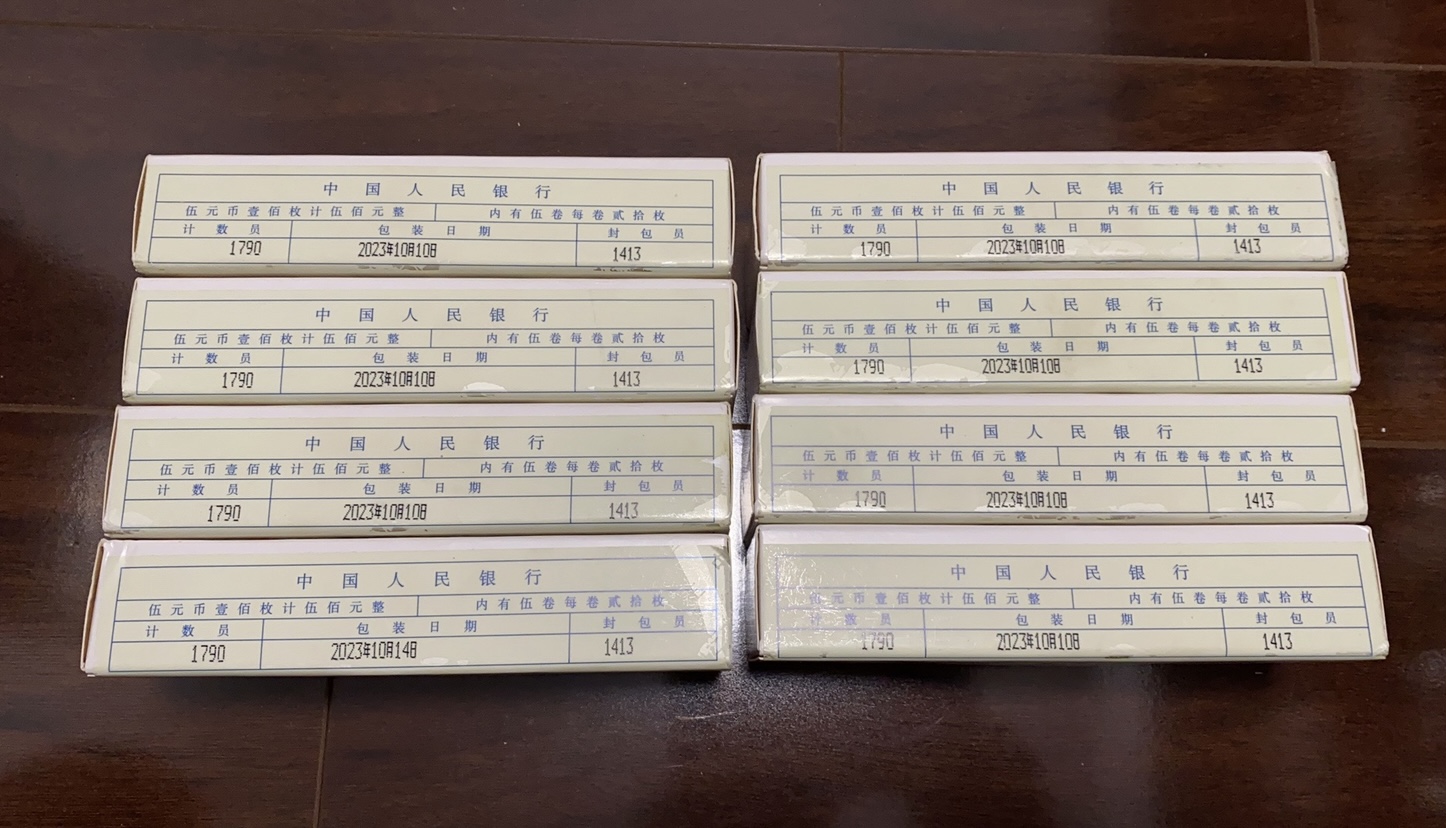 中国人民银行
伍元币壹佰枚计伍佰元整 内有伍卷每卷贰拾枚
计数员 包装日期 封包员
1790 2023年10月10日 1413
中国人民银行
伍元币壹佰枚计伍佰元整 内有伍卷每卷贰拾枚
计数员 包装日期 封包员
1790 2023年10月10日 1413
中国人民银行
伍元币壹佰枚计伍佰元整 内有伍卷每卷贰拾枚
计数员 包装日期 封包员
1790 2023年10月10日 1413
中国人民银行
伍元币壹佰枚计伍佰元整 内有伍卷每卷贰拾枚
计数员 包装日期 封包员
1790 2023年10月14日 1413
中国人民银行
伍元币壹佰枚计伍佰元整 内有伍卷每卷贰拾枚
计数员 包装日期 封包员
1790 2023年10月10日 1413
中国人民银行
伍元币壹佰枚计伍佰元整 内有伍卷每卷贰拾枚
计数员 包装日期 封包员
1790 2023年10月10日 1413
中国人民银行
伍元币壹佰枚计伍佰元整 内有伍卷每卷贰拾枚
计数员 包装日期 封包员
1790 2023年10月10日 1413
中国人民银行
伍元币壹佰枚计伍佰元整 内有伍卷每卷贰拾枚
计数员 包装日期 封包员
1790 2023年10月10日 1413